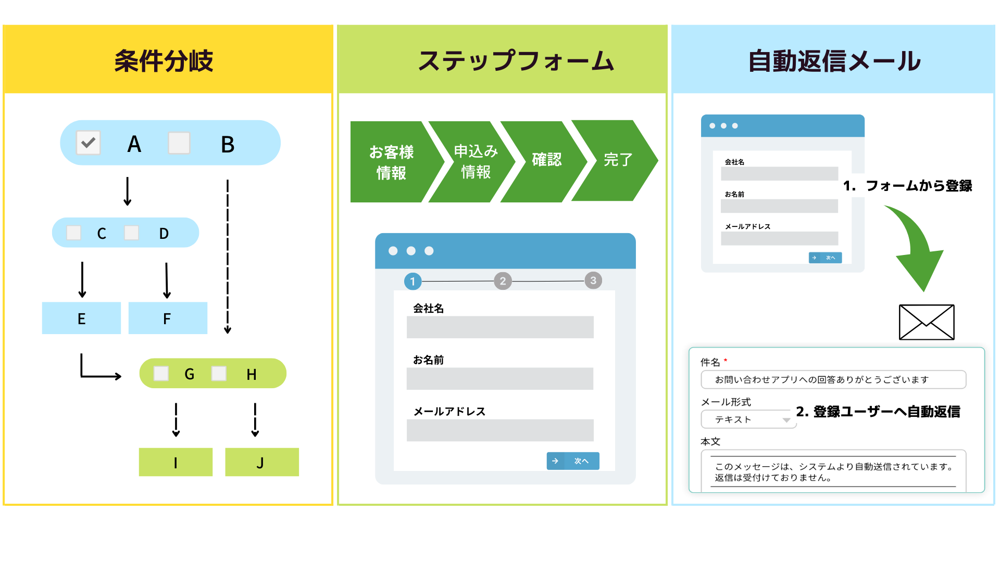 条件分岐
A B
C D
E F
G H
I J
ステップフォーム
お客様
情報
申込み
情報
確認
完了
1 2 3
会社名
お名前
メールアドレス
次へ
自動返信メール
会社名
お名前
メールアドレス
次へ
1. フォームから登録
件名 *
お問い合わせアプリへの回答ありがとうございます
メール形式
テキスト
2. 登録ユーザーへ自動返信
本文
このメッセージは、システムより自動送信されています。
返信は受付けておりません。